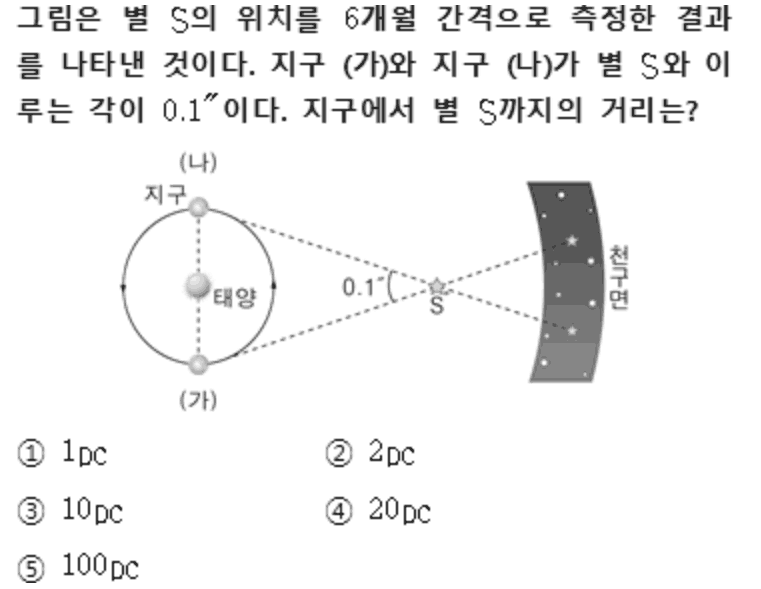 그림은 별 S의 위치를 6개월 간격으로 측정한 결과
를 나타낸 것이다. 지구 (가)와 지구 (나)가 별 S와 이
루는 각이 0.1″이다. 지구에서 별 S까지의 거리는?
(나)
지구
태양
0.1″
S
천구면
(가)
① 1pc
② 2pc
③ 10pc
④ 20pc
⑤ 100pc